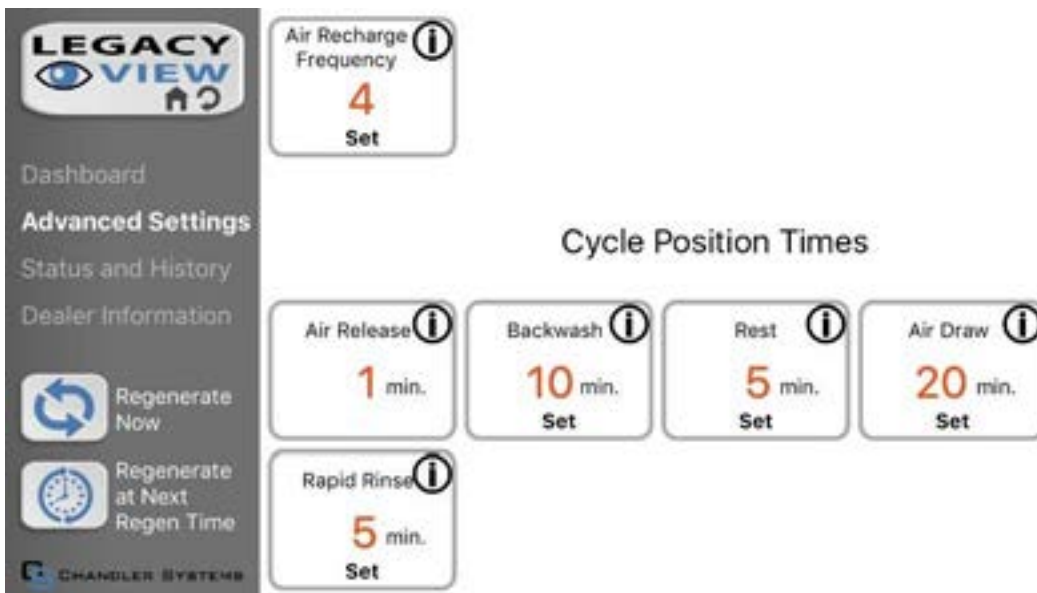 LEGACY
VIEW
Dashboard
Advanced Settings
Status and History
Dealer Information
Regenerate
Now
Regenerate
at Next
Regen Time
CHANDLER SYSTEMS
Air Recharge
Frequency
4
Set
Cycle Position Times
Air Release
1 min.
Backwash
10 min.
Set
Rest
5 min.
Set
Air Draw
20 min.
Set
Rapid Rinse
5 min.
Set